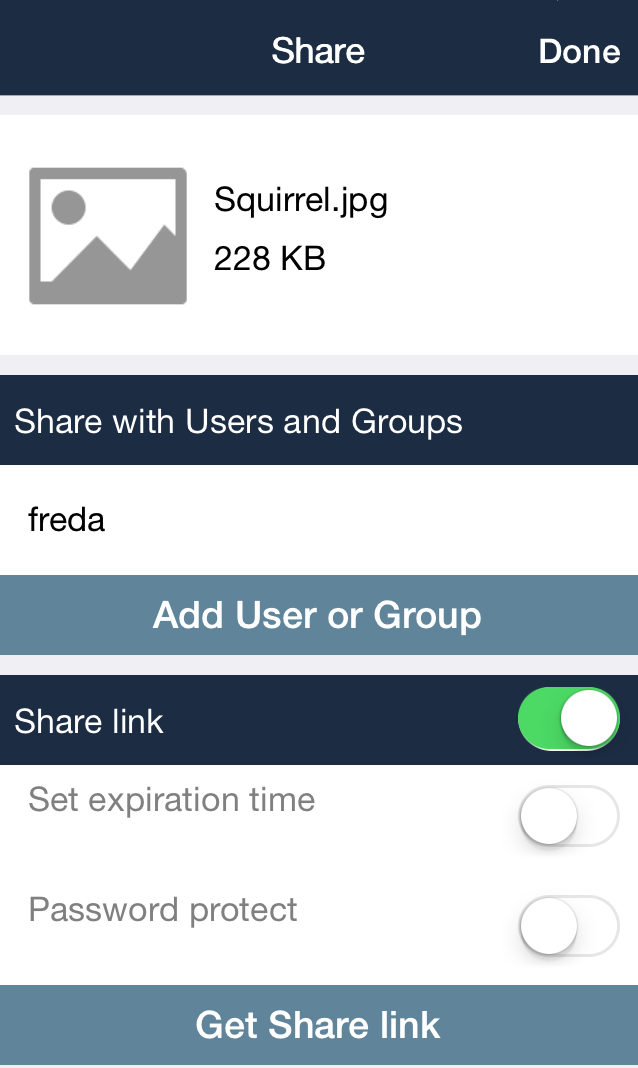 Share
Done
Squirrel.jpg
228 KB
Share with Users and Groups
freda
Add User or Group
Share link
Set expiration time
Password protect
Get Share link